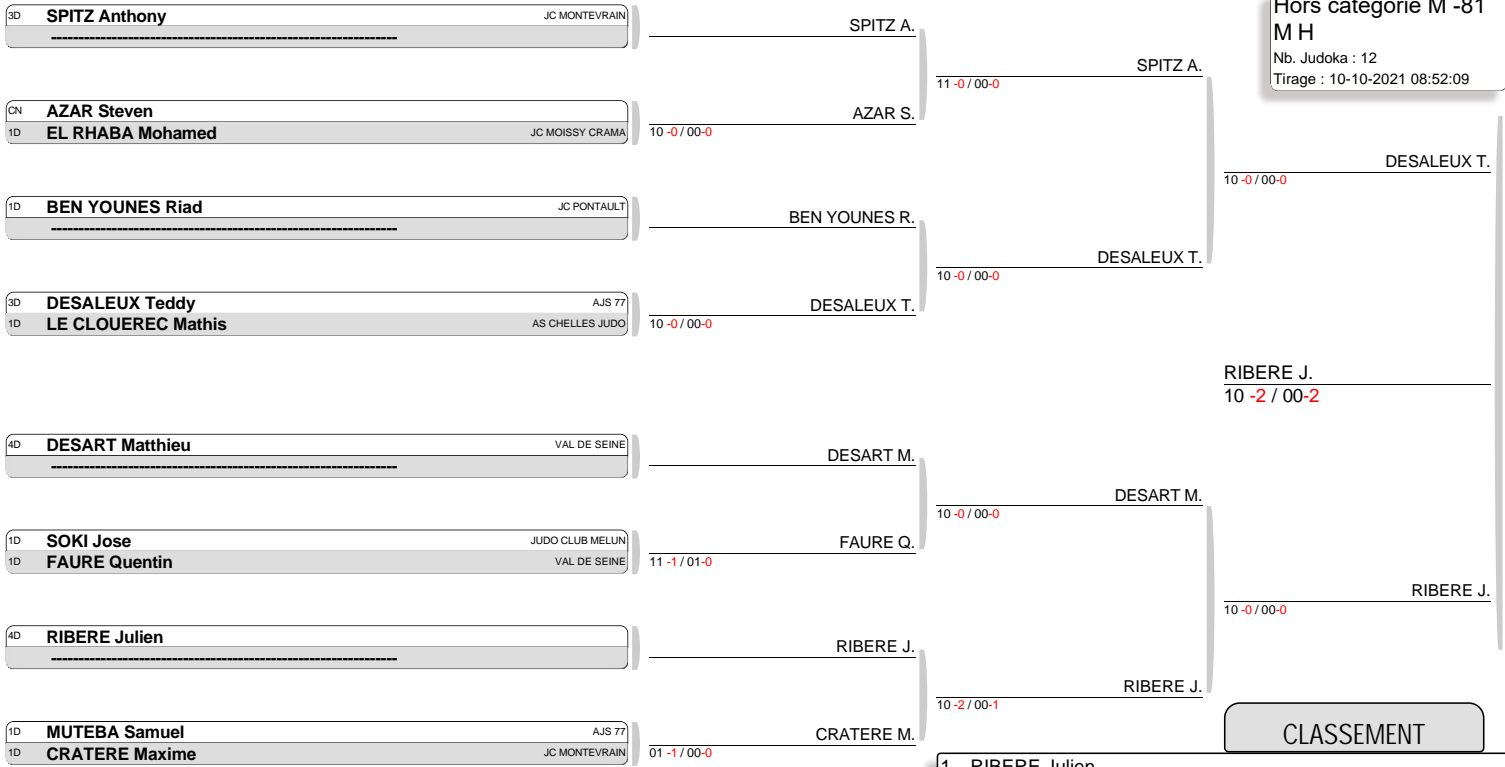 Hors catégorie M -81
M H
Nb. Judoka : 12
Tirage : 10-10-2021 08:52:09
3D SPITZ Anthony JC MONTEVRAIN
----------------------------------------------------------------
CN AZAR Steven
1D EL RHABA Mohamed JC MOISSY CRAMA
1D BEN YOUNES Riad JC PONTAULT
----------------------------------------------------------------
3D DESALEUX Teddy AJS 77
1D LE CLOUEREC Mathis AS CHELLES JUDO
4D DESART Matthieu VAL DE SEINE
----------------------------------------------------------------
1D SOKI Jose JUDO CLUB MELUN
1D FAURE Quentin VAL DE SEINE
4D RIBERE Julien
----------------------------------------------------------------
1D MUTEBA Samuel AJS 77
1D CRATERE Maxime JC MONTEVRAIN
SPITZ A.
AZAR S.
10 -0 / 00-0
BEN YOUNES R.
DESALEUX T.
10 -0 / 00-0
DESART M.
FAURE Q.
11 -1 / 01-0
RIBERE J.
CRATERE M.
01 -1 / 00-0
SPITZ A.
11 -0 / 00-0
DESALEUX T.
10 -0 / 00-0
DESART M.
10 -0 / 00-0
RIBERE J.
10 -2 / 00-1
DESALEUX T.
10 -0 / 00-0
RIBERE J.
10 -2 / 00-2
RIBERE J.
10 -0 / 00-0
CLASSEMENT
1 RIBERE Julien